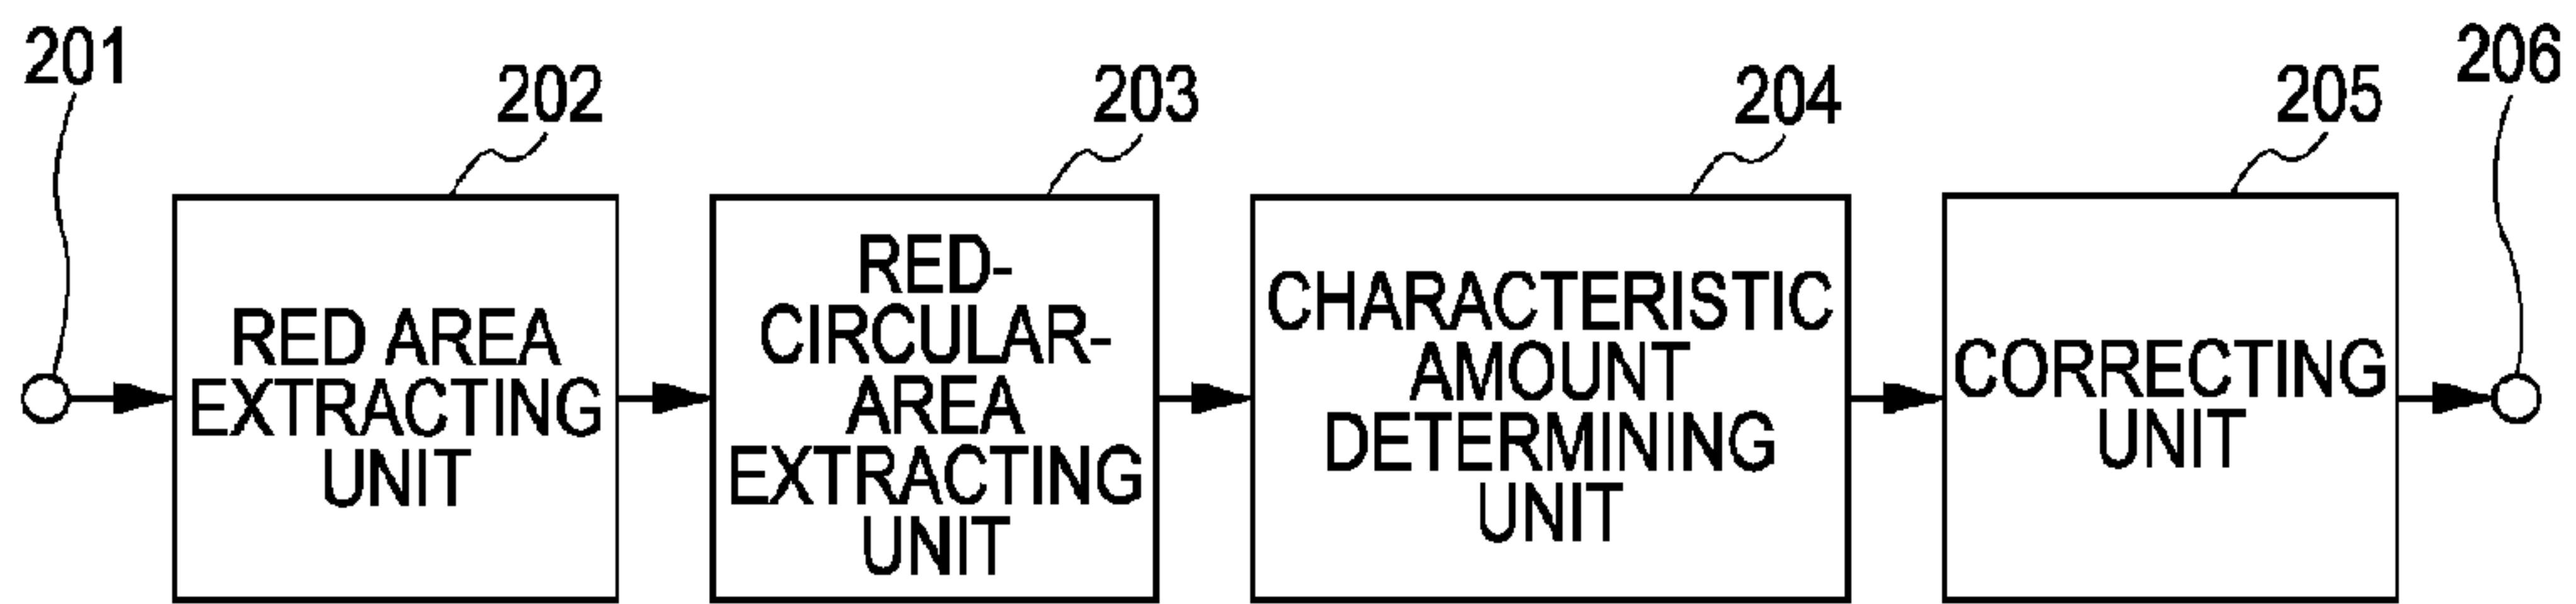 201
202
203
204
205
206
RED AREA
EXTRACTING
UNIT
RED-
CIRCULAR-
AREA
EXTRACTING
UNIT
CHARACTERISTIC
AMOUNT
DETERMINING
UNIT
CORRECTING
UNIT